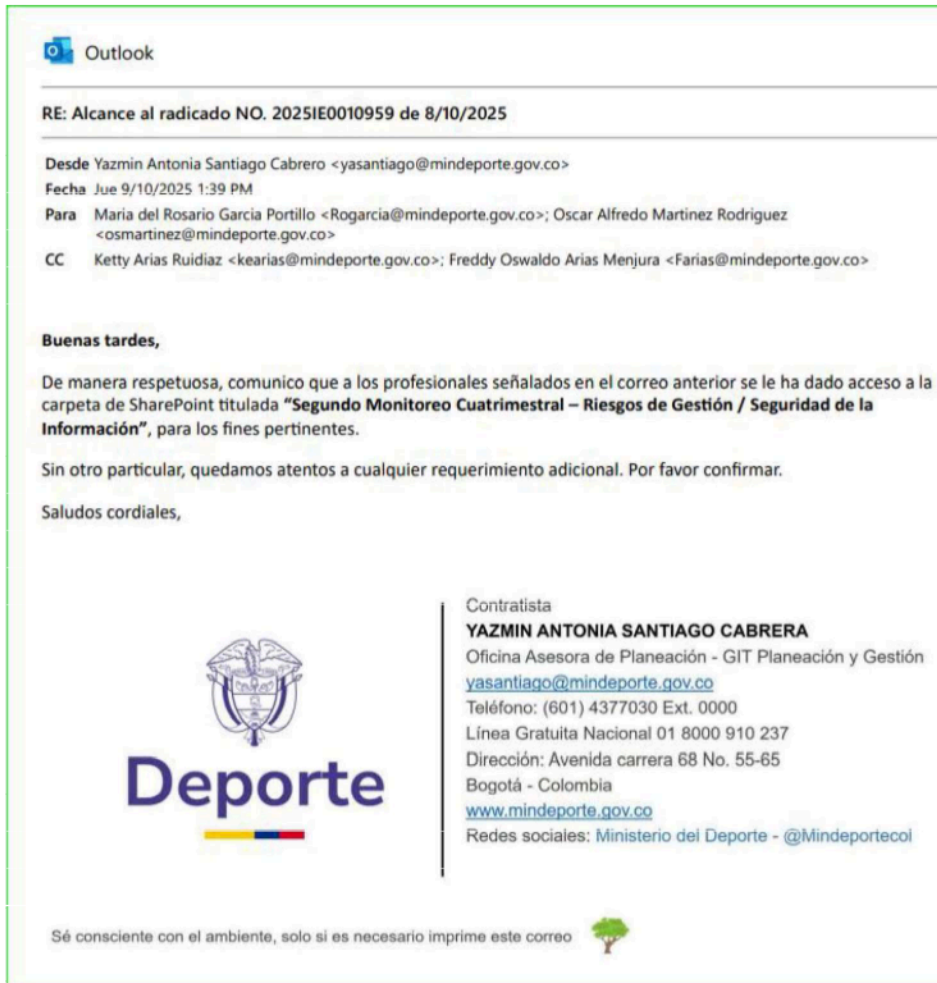 Outlook
RE: Alcance al radicado NO. 2025IE0010959 de 8/10/2025
Desde Yazmin Antonia Santiago Cabrero <yasantiago@mindeporte.gov.co>
Fecha Jue 9/10/2025 1:39 PM
Para Maria del Rosario Garcia Portillo <Rogarcia@mindeporte.gov.co>; Oscar Alfredo Martinez Rodriguez
<osmartinez@mindeporte.gov.co>
CC Ketty Arias Ruidiaz <kearias@mindeporte.gov.co>; Freddy Oswaldo Arias Menjura <Farias@mindeporte.gov.co>
Buenas tardes,
De manera respetuosa, comunico que a los profesionales señalados en el correo anterior se le ha dado acceso a la
carpeta de SharePoint titulada “Segundo Monitoreo Cuatrimestral – Riesgos de Gestión / Seguridad de la
Información”, para los fines pertinentes.
Sin otro particular, quedamos atentos a cualquier requerimiento adicional. Por favor confirmar.
Saludos cordiales,
Deporte
Contratista
YAZMIN ANTONIA SANTIAGO CABRERA
Oficina Asesora de Planeación - GIT Planeación y Gestión
yasantiago@mindeporte.gov.co
Teléfono: (601) 4377030 Ext. 0000
Línea Gratuita Nacional 01 8000 910 237
Dirección: Avenida carrera 68 No. 55-65
Bogotá - Colombia
www.mindeporte.gov.co
Redes sociales: Ministerio del Deporte - @Mindeportecol
Sé consciente con el ambiente, solo si es necesario imprime este correo